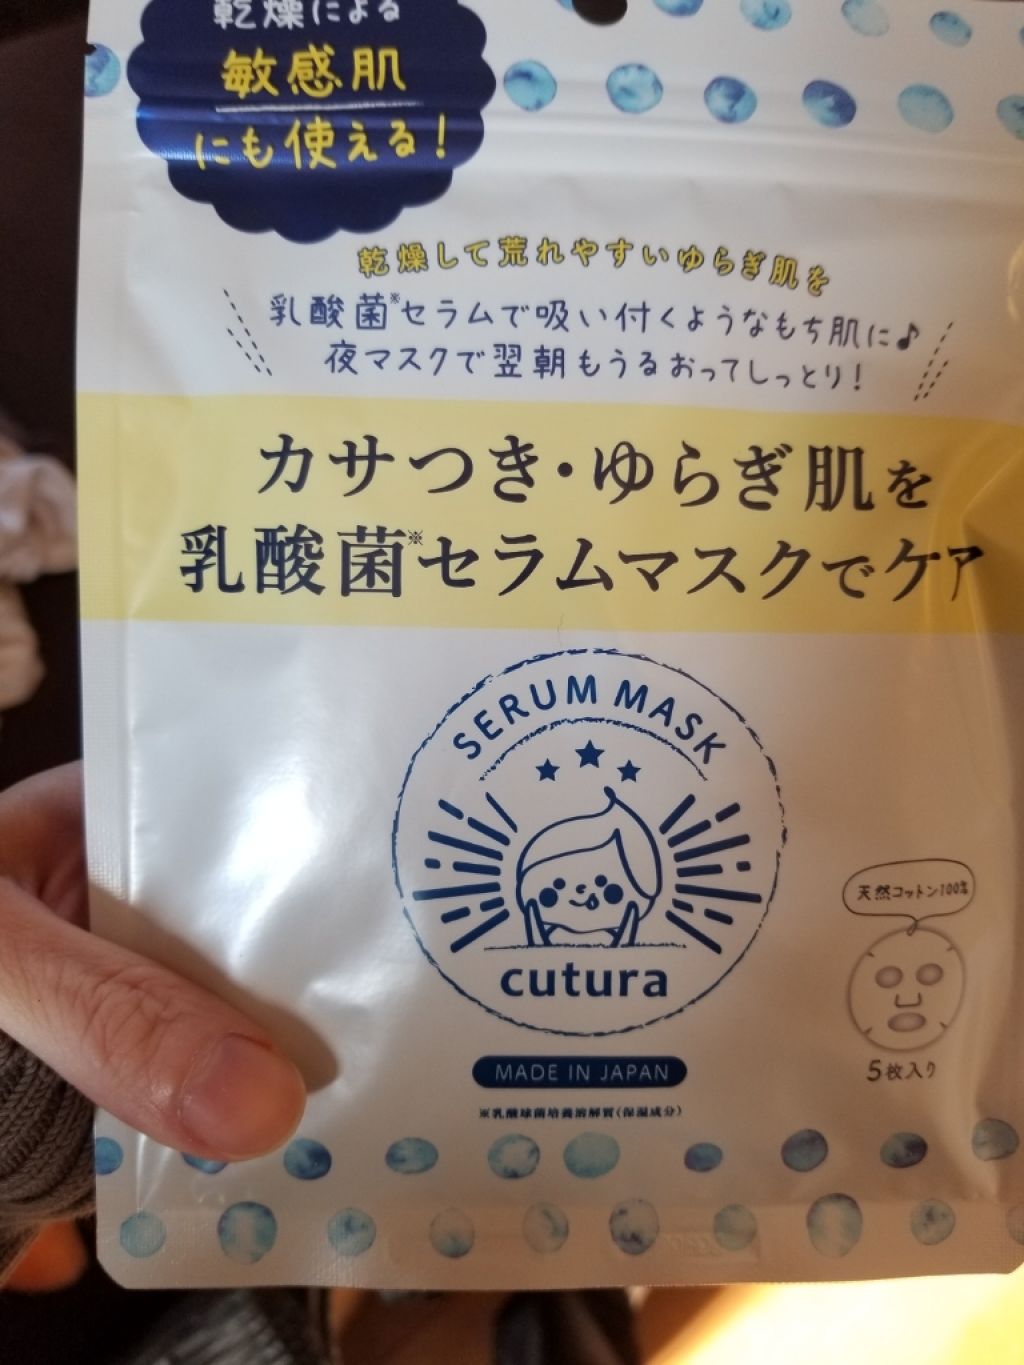 乾燥による
敏感肌
にも使える!
乾燥して荒れやすいゆらぎ肌を
乳酸菌※セラムで吸い付くようなもち肌に♪
夜マスクで翌朝もうるおってしっとり!
カサつき・ゆらぎ肌を
乳酸菌※セラムマスクでケア
SERUM MASK
cutura
天然コットン100%
5枚入り
MADE IN JAPAN
※乳酸球菌培養溶解質(保湿成分)